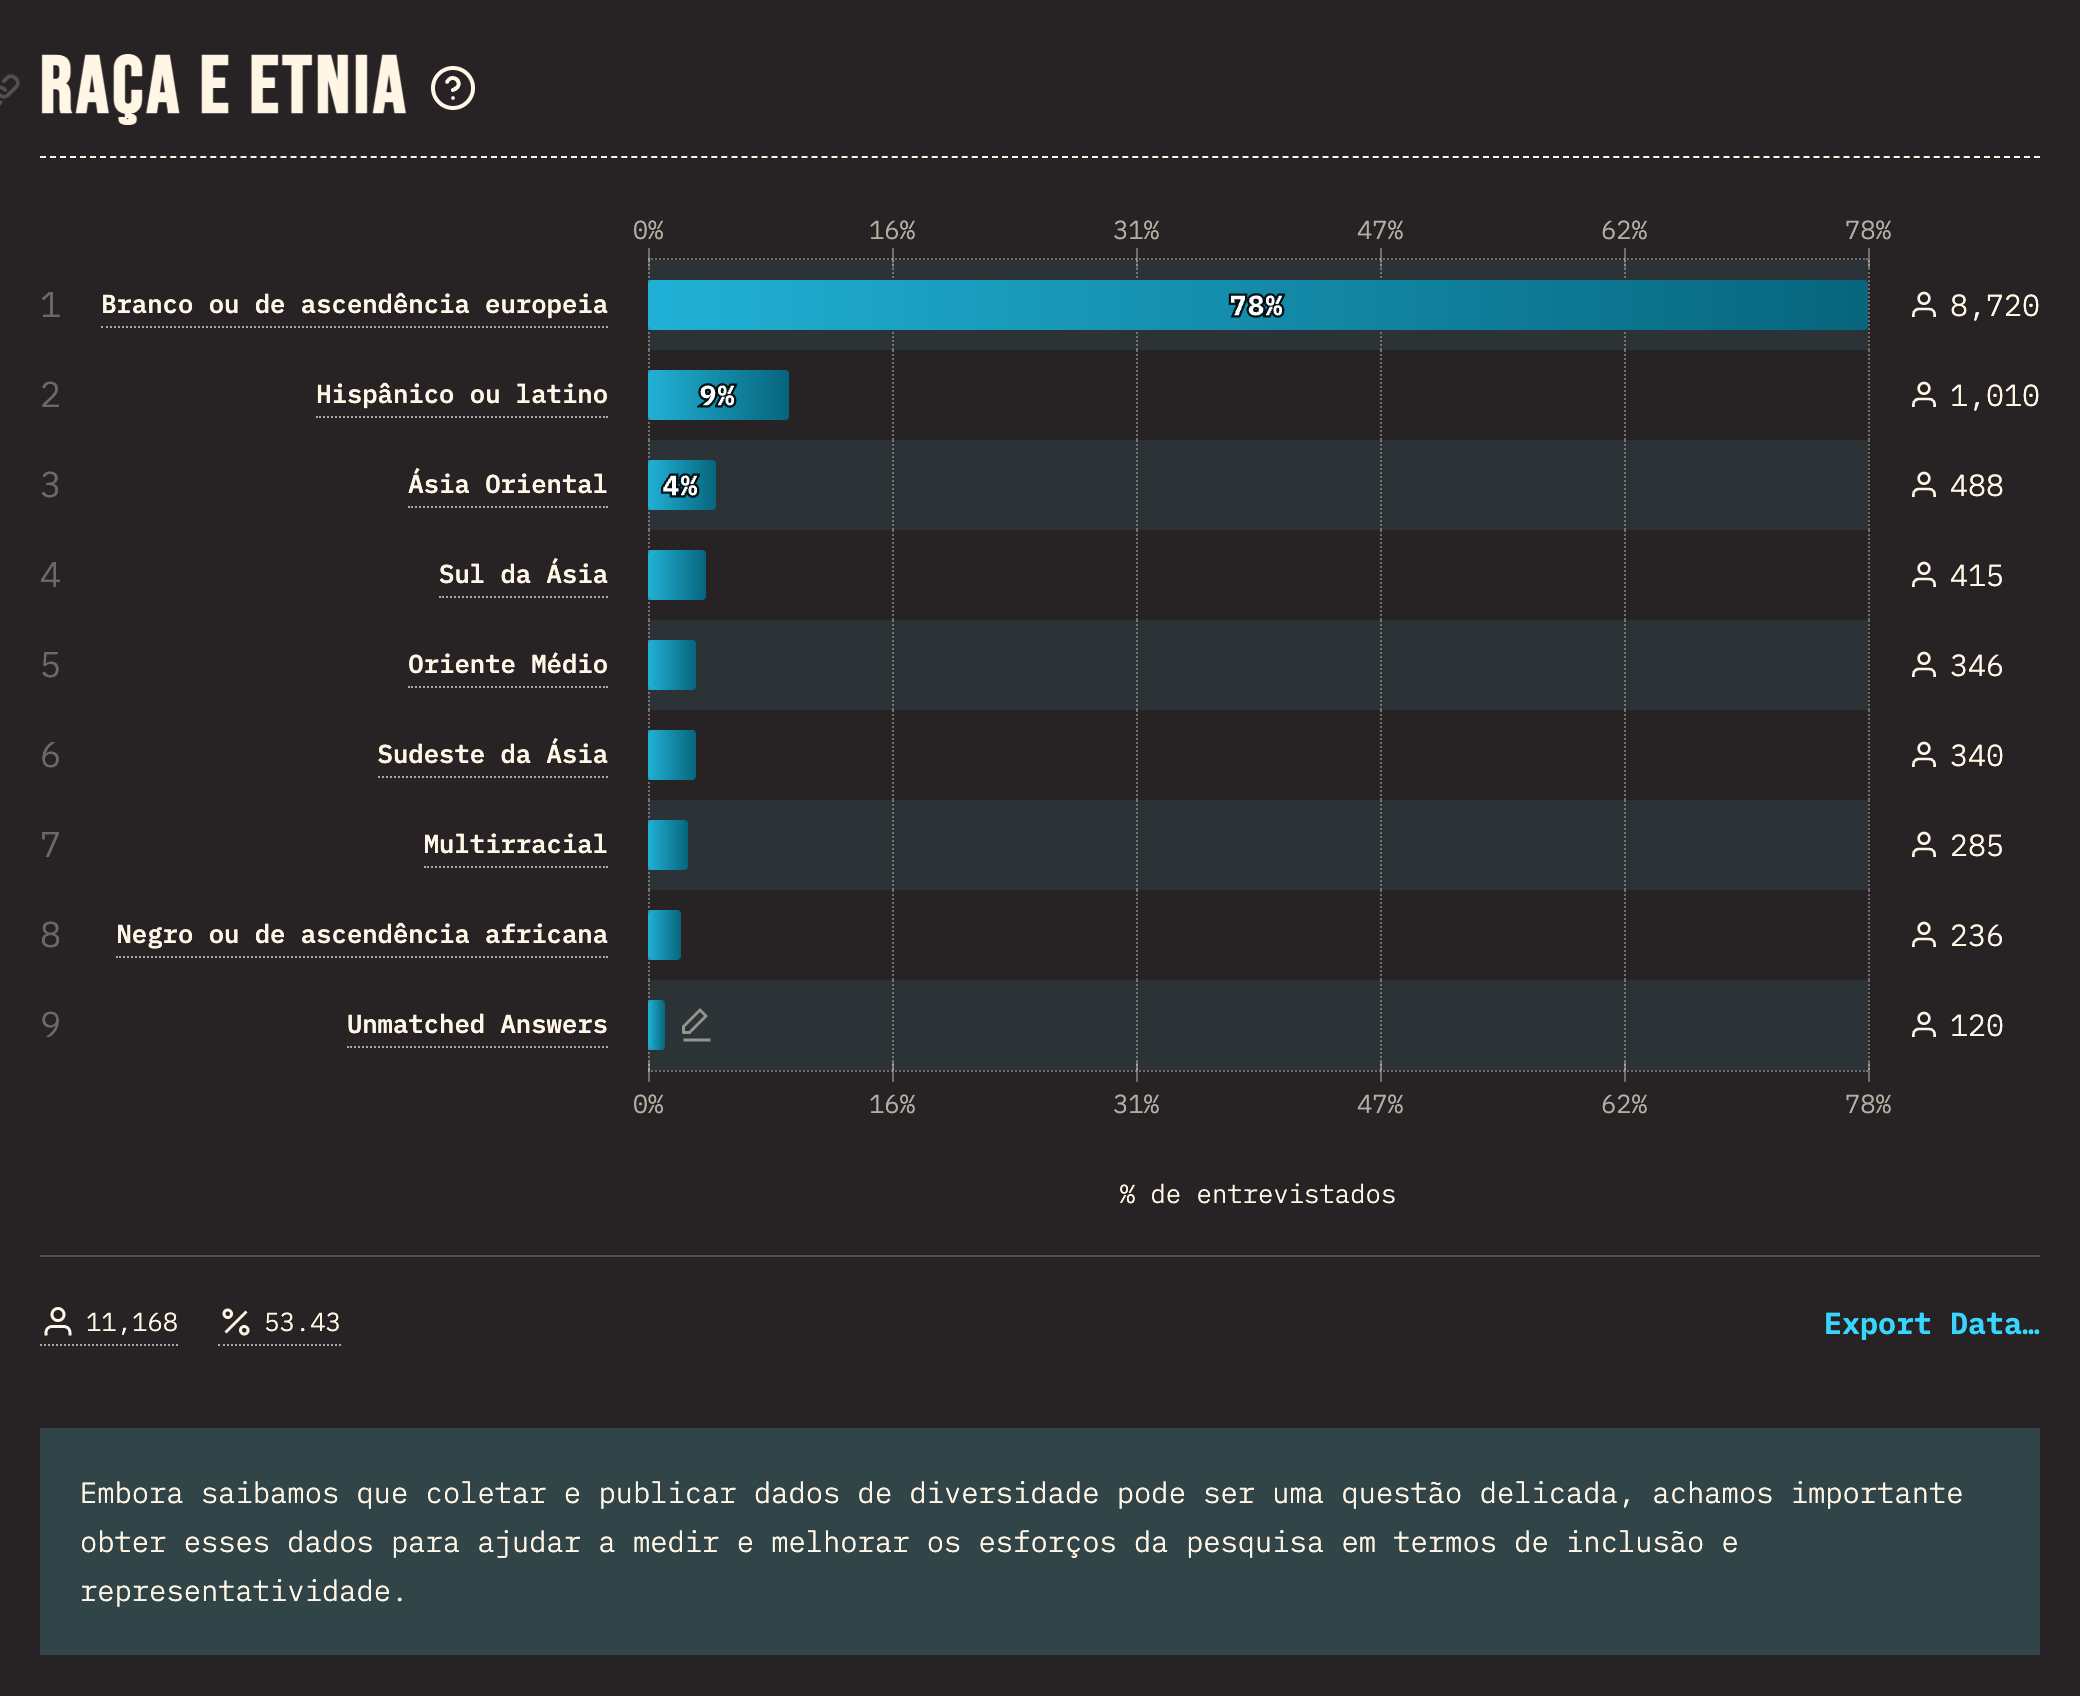 RAÇA E ETNIA
0% 16% 31% 47% 62% 78%
1 Branco ou de ascendência europeia 78% 8,720
2 Hispânico ou latino 9% 1,010
3 Ásia Oriental 4% 488
4 Sul da Ásia 415
5 Oriente Médio 346
6 Sudeste da Ásia 340
7 Multirracial 285
8 Negro ou de ascendência africana 236
9 Unmatched Answers 120
0% 16% 31% 47% 62% 78%
% de entrevistados
11,168 % 53.43 Export Data…
Embora saibamos que coletar e publicar dados de diversidade pode ser uma questão delicada, achamos importante
obter esses dados para ajudar a medir e melhorar os esforços da pesquisa em termos de inclusão e
representatividade.